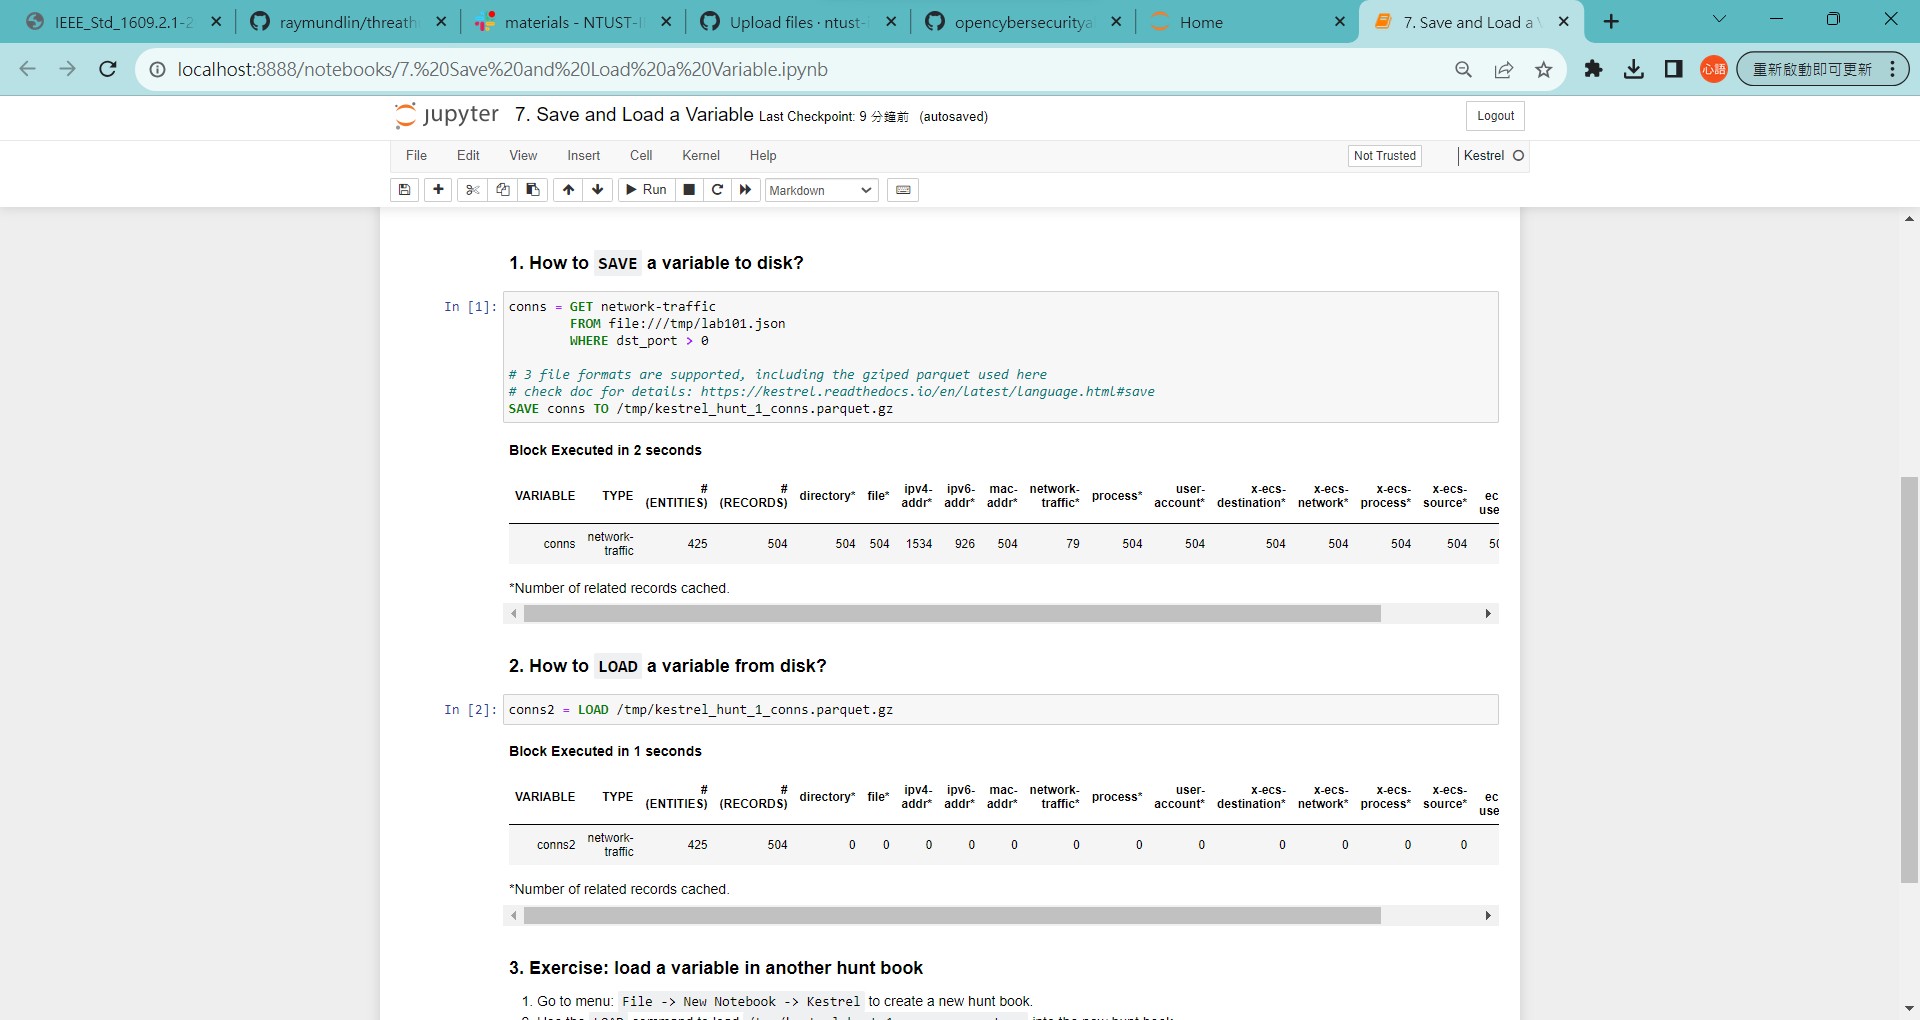 IEEE_Std_1609.2.1-2
raymundlin/threath
materials - NTUST-I
Upload files · ntust-i
opencybersecuritya
Home
7. Save and Load a V
localhost:8888/notebooks/7.%20Save%20and%20Load%20a%20Variable.ipynb
心語
重新啟動即可更新
jupyter 7. Save and Load a Variable Last Checkpoint: 9 分鐘前 (autosaved)
Logout
File Edit View Insert Cell Kernel Help
Not Trusted
Kestrel
Run
Markdown
1. How to SAVE a variable to disk?
In [1]: conns = GET network-traffic
FROM file:///tmp/lab101.json
WHERE dst_port > 0
# 3 file formats are supported, including the gziped parquet used here
# check doc for details: https://kestrel.readthedocs.io/en/latest/language.html#save
SAVE conns TO /tmp/kestrel_hunt_1_conns.parquet.gz
Block Executed in 2 seconds
VARIABLE TYPE # (ENTITIES) # (RECORDS) directory* file* ipv4-addr* ipv6-addr* mac-addr* network-traffic* process* user-account* x-ecs-destination* x-ecs-network* x-ecs-process* x-ecs-source* ec use
conns network-traffic 425 504 504 504 1534 926 504 79 504 504 504 504 504 504 50
*Number of related records cached.
2. How to LOAD a variable from disk?
In [2]: conns2 = LOAD /tmp/kestrel_hunt_1_conns.parquet.gz
Block Executed in 1 seconds
VARIABLE TYPE # (ENTITIES) # (RECORDS) directory* file* ipv4-addr* ipv6-addr* mac-addr* network-traffic* process* user-account* x-ecs-destination* x-ecs-network* x-ecs-process* x-ecs-source* ec use
conns2 network-traffic 425 504 0 0 0 0 0 0 0 0 0 0 0 0
*Number of related records cached.
3. Exercise: load a variable in another hunt book
1. Go to menu: File -> New Notebook -> Kestrel to create a new hunt book.